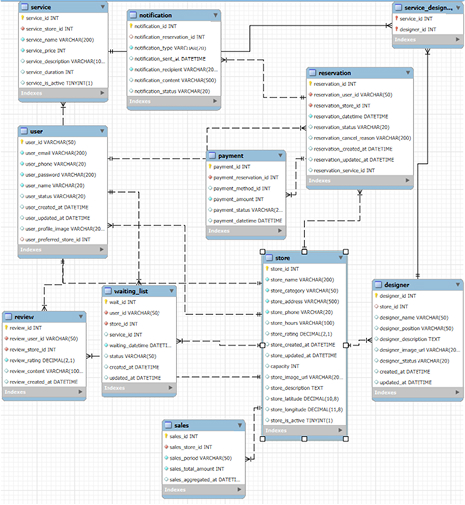 service
service_id INT
service_store_id INT
service_name VARCHAR(200)
service_price INT
service_description VARCHAR(10...
service_duration INT
service_is_active TINYINT(1)
Indexes
notification
notification_id INT
notification_reservation_id INT
notification_type VARCHAR(20)
notification_sent_at DATETIME
notification_recipient VARCHAR(20...
notification_content VARCHAR(500)
notification_status VARCHAR(20)
Indexes
service_design...
service_id INT
designer_id INT
Indexes
reservation
reservation_id INT
reservation_user_id VARCHAR(50)
reservation_store_id INT
reservation_datetime DATETIME
reservation_status VARCHAR(20)
reservation_cancel_reason VARCHAR(200)
reservation_created_at DATETIME
reservation_updated_at DATETIME
reservation_service_id INT
Indexes
user
user_id VARCHAR(50)
user_email VARCHAR(200)
user_phone VARCHAR(20)
user_password VARCHAR(200)
user_name VARCHAR(20)
user_status VARCHAR(20)
user_created_at DATETIME
user_updated_at DATETIME
user_profile_image VARCHAR(20...
user_preferred_store_id INT
Indexes
payment
payment_id INT
payment_reservation_id INT
payment_method_id INT
payment_amount INT
payment_status VARCHAR(2...
payment_datetime DATETIME
Indexes
store
store_id INT
store_name VARCHAR(200)
store_category VARCHAR(50)
store_address VARCHAR(500)
store_phone VARCHAR(20)
store_hours VARCHAR(100)
store_rating DECIMAL(2,1)
store_created_at DATETIME
store_updated_at DATETIME
capacity INT
store_image_url VARCHAR(20...
store_description TEXT
store_latitude DECIMAL(10,8)
store_longitude DECIMAL(11,8)
store_is_active TINYINT(1)
Indexes
designer
designer_id INT
store_id INT
designer_name VARCHAR(50)
designer_position VARCHAR(50)
designer_description TEXT
designer_image_url VARCHAR(20...
designer_status VARCHAR(20)
created_at DATETIME
updated_at DATETIME
Indexes
review
review_id INT
review_user_id VARCHAR(50)
review_store_id INT
review_rating DECIMAL(2,1)
review_content VARCHAR(100...
review_created_at DATETIME
Indexes
waiting_list
wait_id INT
user_id VARCHAR(50)
store_id INT
service_id INT
waiting_datetime DATETI...
status VARCHAR(50)
created_at DATETIME
updated_at DATETIME
Indexes
sales
sales_id INT
sales_store_id INT
sales_period VARCHAR(50)
sales_total_amount INT
sales_aggregated_at DATETI...
Indexes